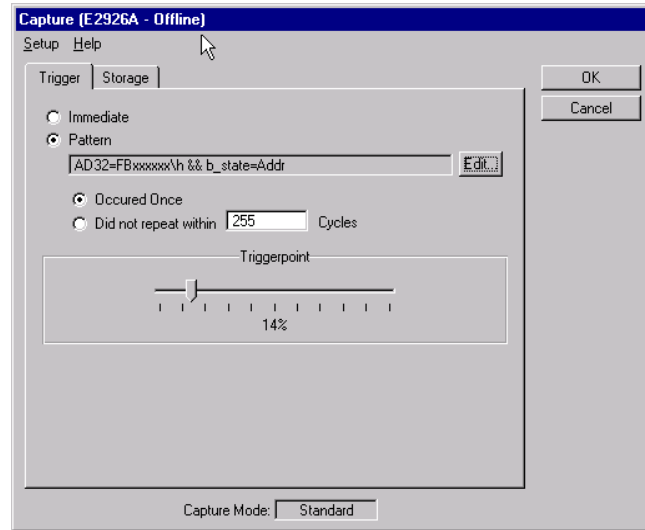 Capture (E2926A - Offline)
Setup Help
Trigger Storage
OK
Cancel
Immediate
Pattern
AD32=FBxxxxxx\h && b_state=Addr
Edit...
Occured Once
Did not repeat within 255 Cycles
Triggerpoint
14%
Capture Mode: Standard